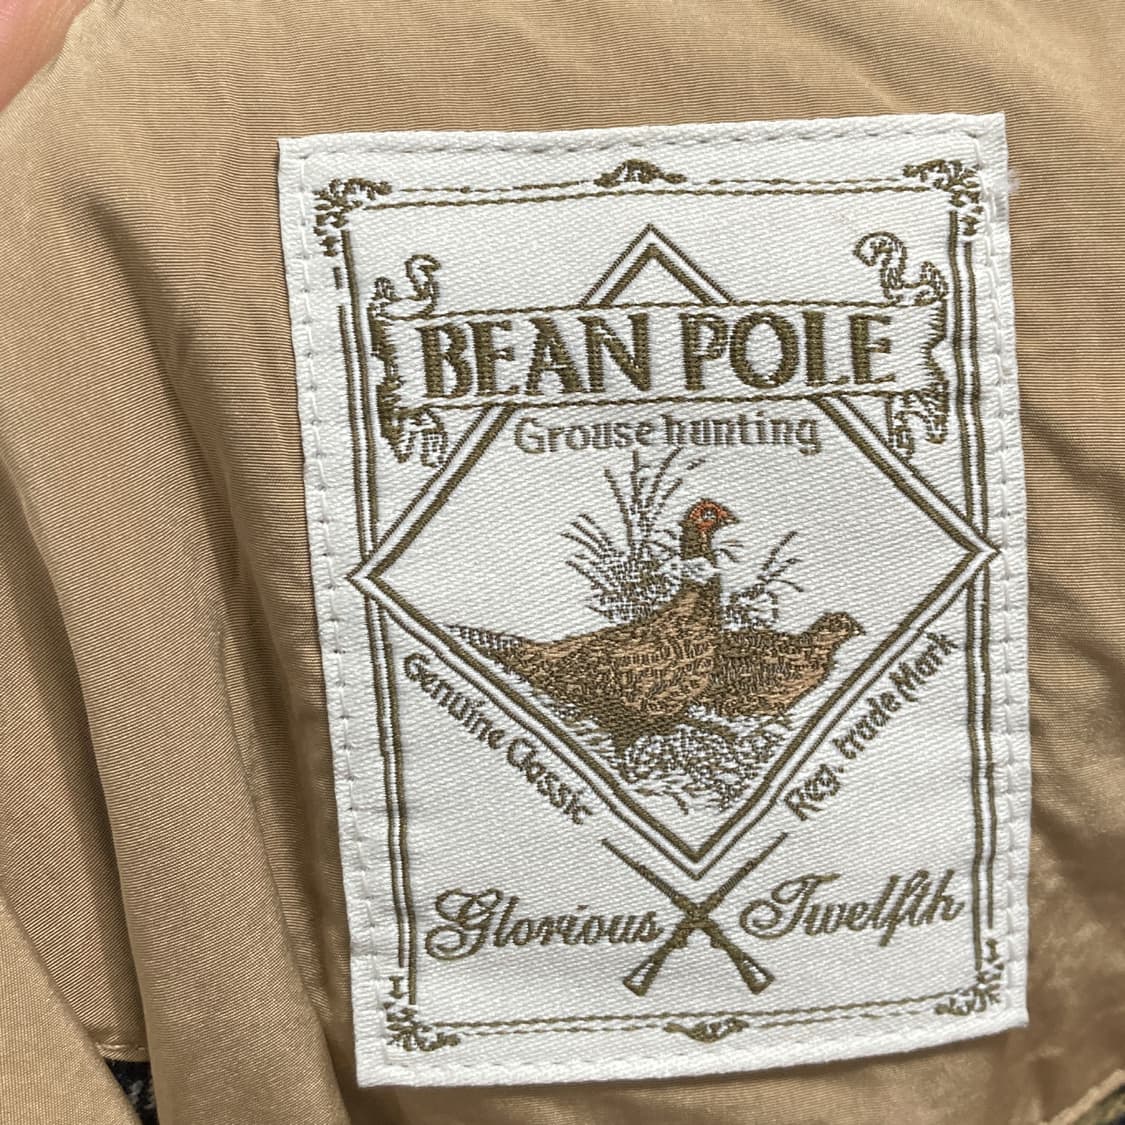 BEAN POLE
Grouse hunting
Genuine Classic
Reg. trade Mark
Glorious Twelfth